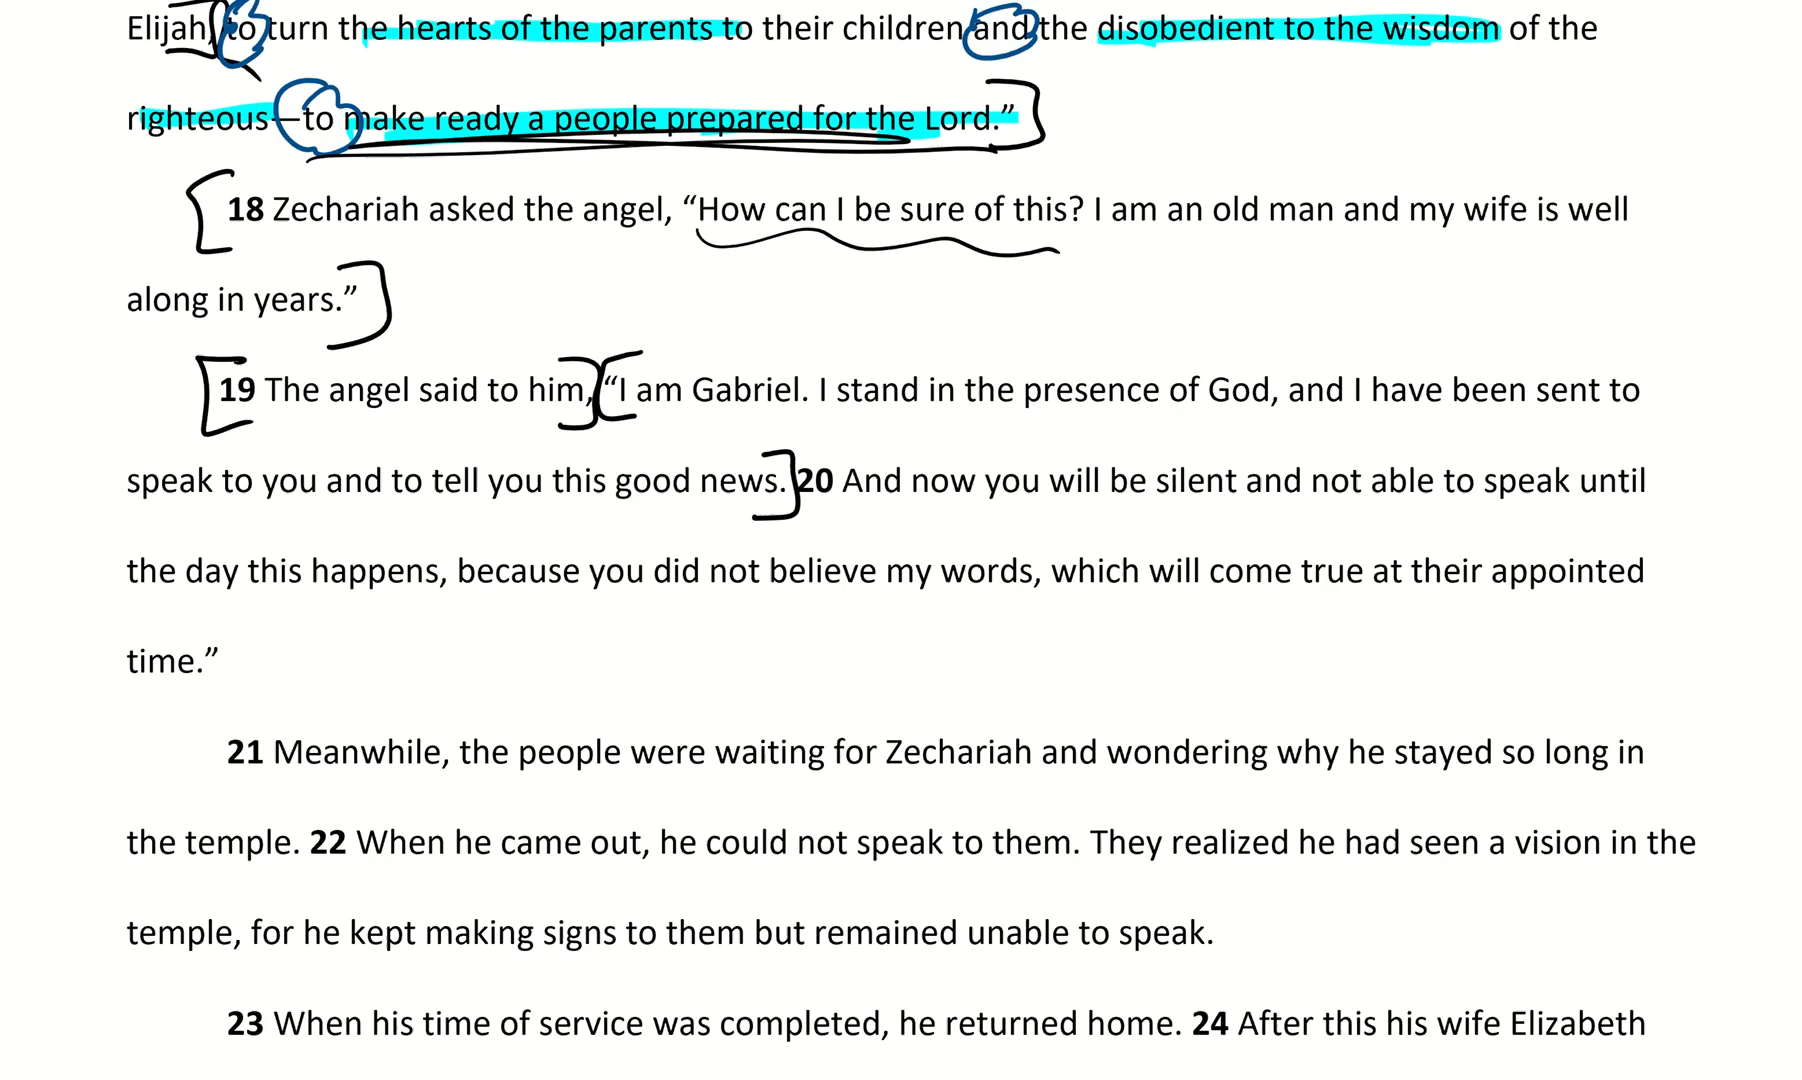 Elijah, to turn the hearts of the parents to their children and the disobedient to the wisdom of the
righteous—to make ready a people prepared for the Lord.”
18 Zechariah asked the angel, “How can I be sure of this? I am an old man and my wife is well
along in years.”
19 The angel said to him, “I am Gabriel. I stand in the presence of God, and I have been sent to
speak to you and to tell you this good news. 20 And now you will be silent and not able to speak until
the day this happens, because you did not believe my words, which will come true at their appointed
time.”
21 Meanwhile, the people were waiting for Zechariah and wondering why he stayed so long in
the temple. 22 When he came out, he could not speak to them. They realized he had seen a vision in the
temple, for he kept making signs to them but remained unable to speak.
23 When his time of service was completed, he returned home. 24 After this his wife Elizabeth